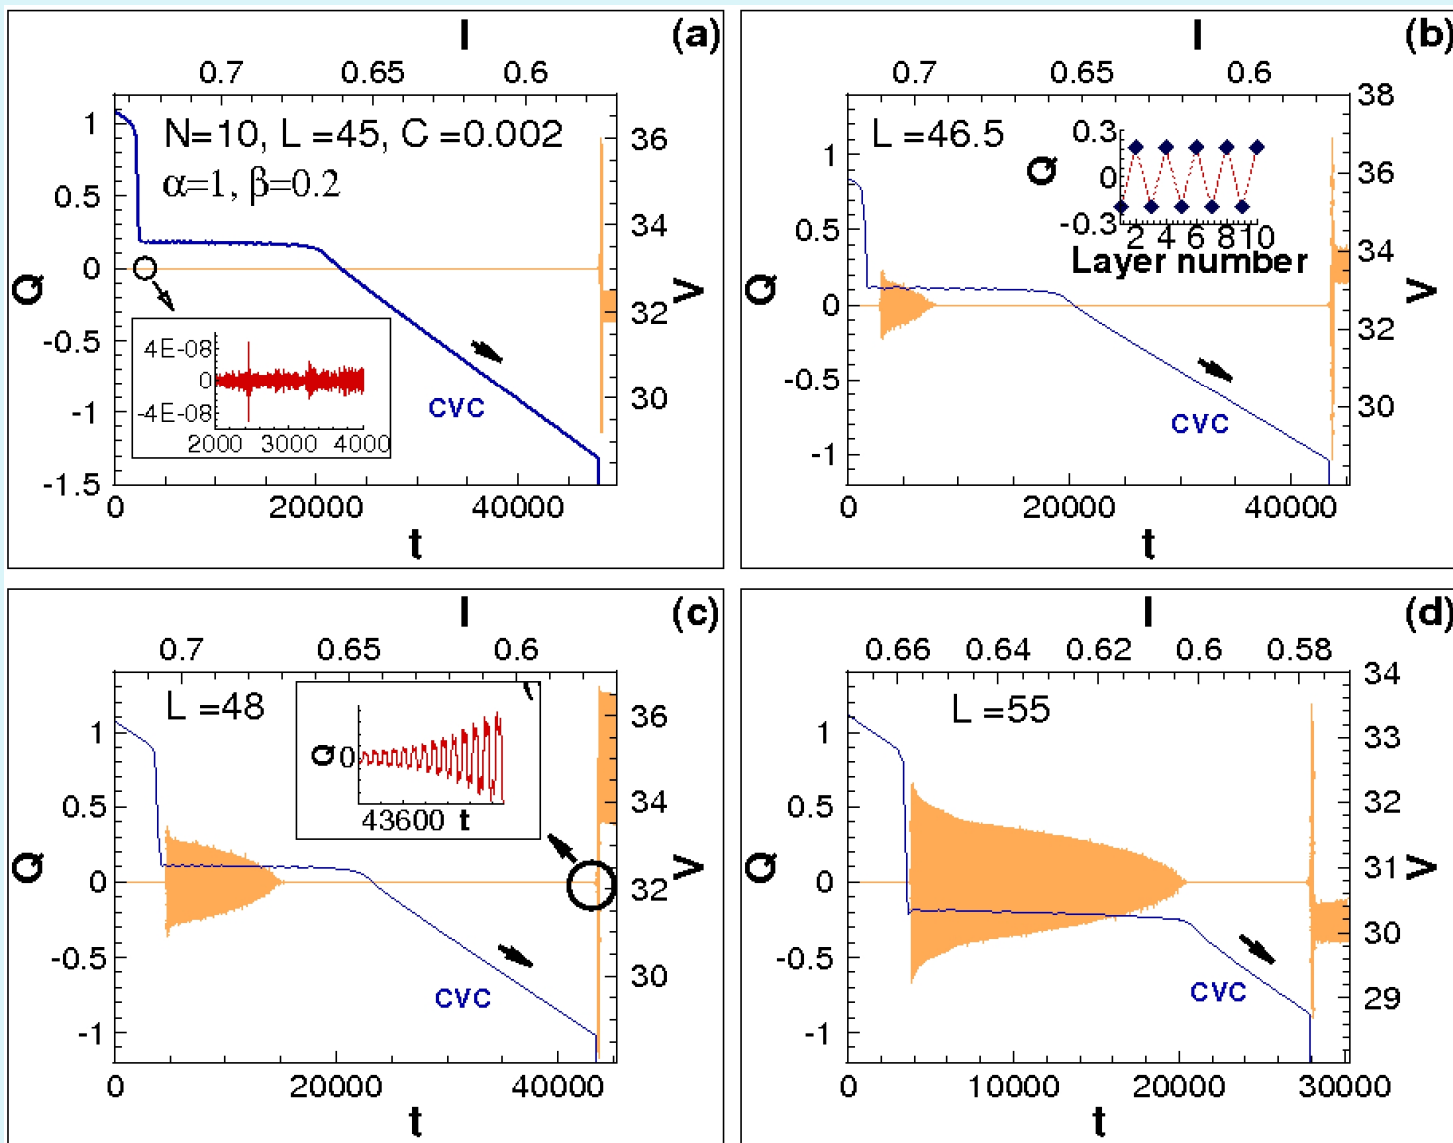 I (a)
0.7 0.65 0.6
N=10, L =45, C =0.002
α=1, β=0.2
Q
1
0.5
0
-0.5
-1
-1.5
36
34
32
30
V
4E-08
0
-4E-08
2000 3000 4000
CVC
0 20000 40000
t
I (b)
0.7 0.65 0.6
L =46.5
Q
1
0.5
0
-0.5
-1
38
36
34
32
30
V
Q
0.3
0
-0.3
2 4 6 8 10
Layer number
CVC
0 20000 40000
t
I (c)
0.7 0.65 0.6
L =48
Q
1
0.5
0
-0.5
-1
36
34
32
30
V
Q 0
43600 t
CVC
0 20000 40000
t
I (d)
0.66 0.64 0.62 0.6 0.58
L =55
Q
1
0.5
0
-0.5
-1
34
33
32
31
30
29
V
CVC
0 10000 20000 30000
t